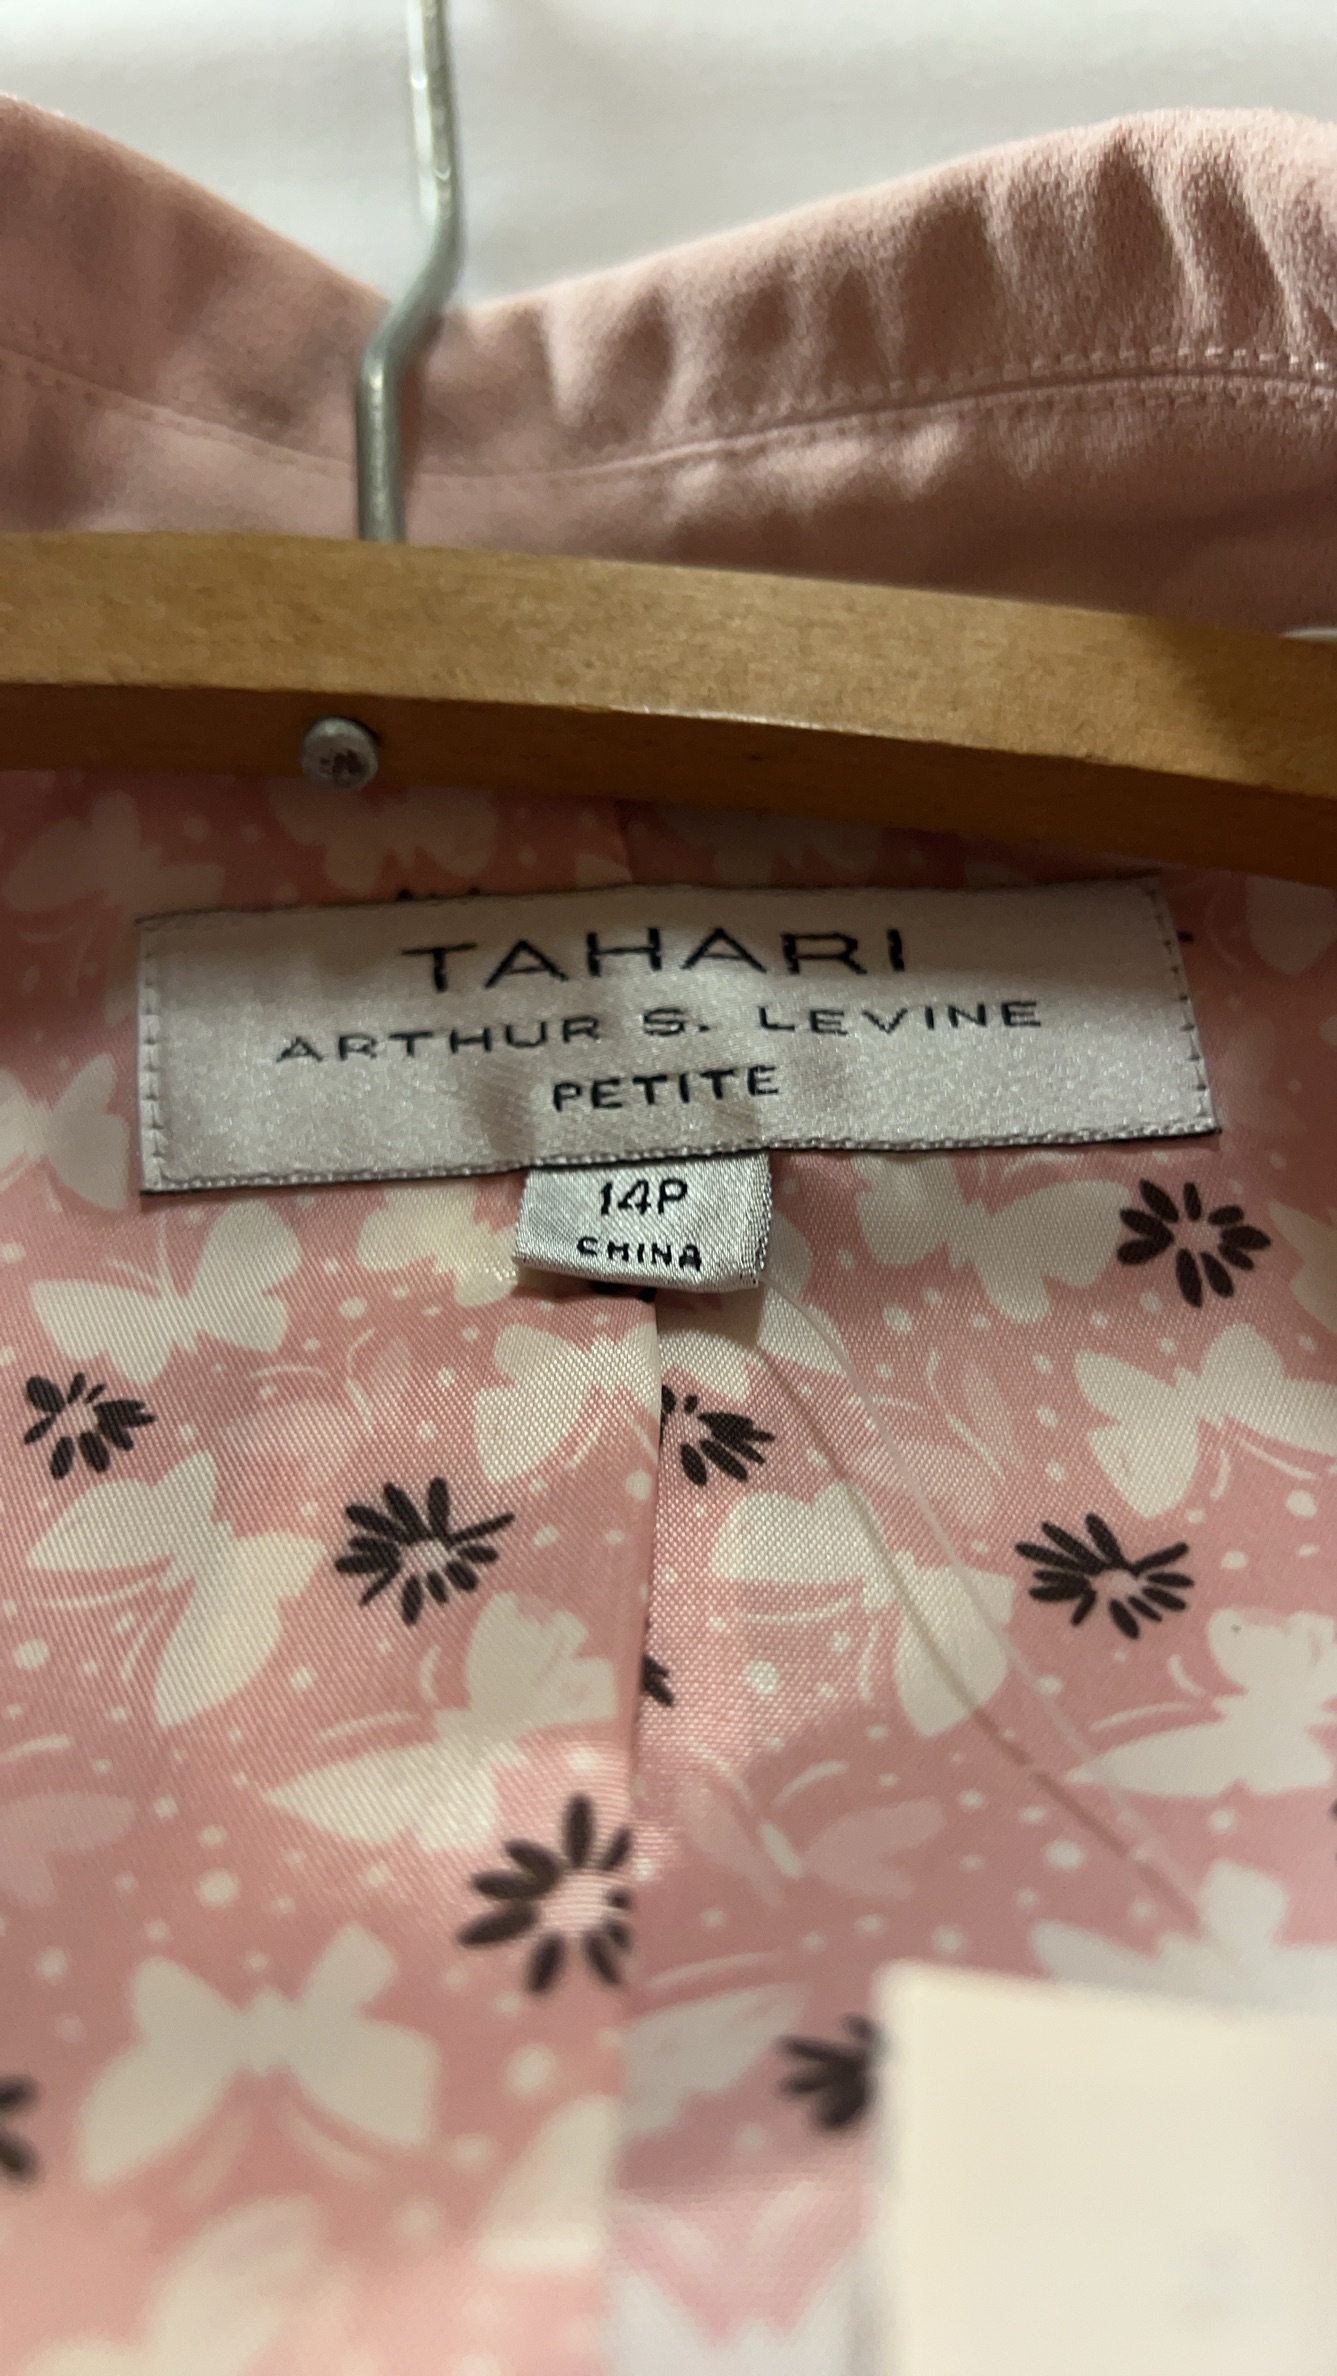 TAHARI
ARTHUR S. LEVINE
PETITE
14P
CHINA